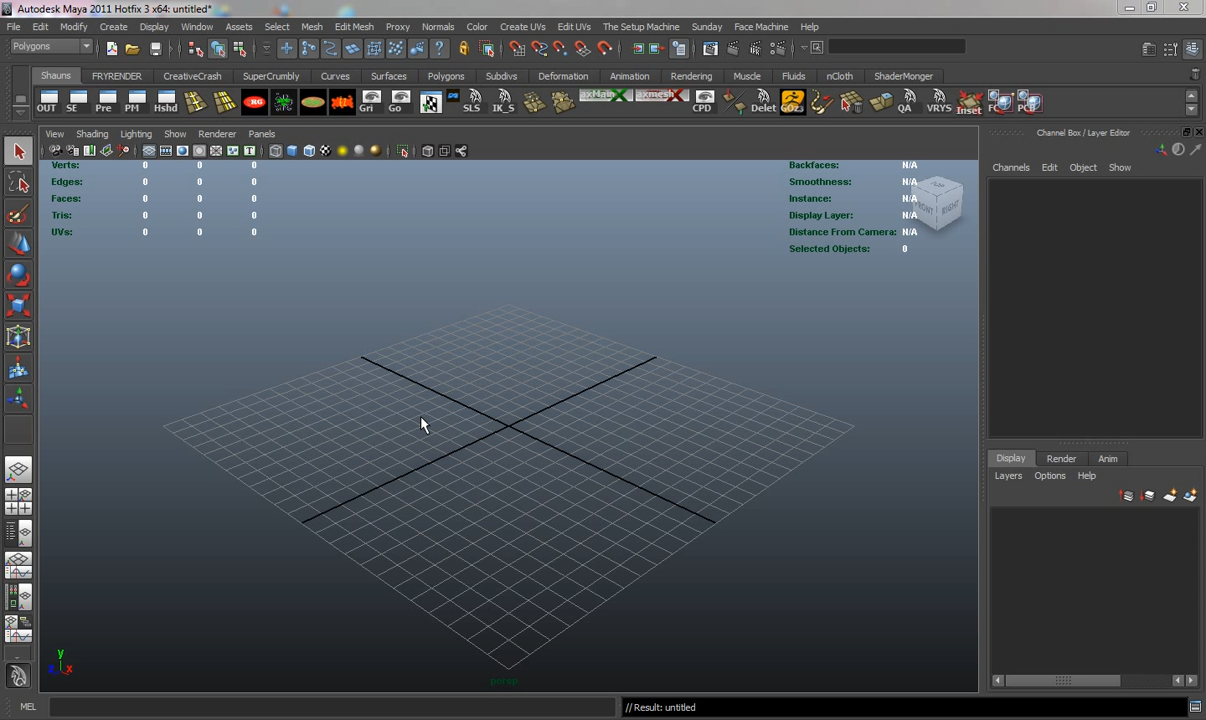 Autodesk Maya 2011 Hotfix 3 x64: untitled*
File Edit Modify Create Display Window Assets Select Mesh Edit Mesh Proxy Normals Color Create UVs Edit UVs The Setup Machine Sunday Face Machine Help
Polygons
Shauns FRYRENDER CreativeCrash SuperCrumbly Curves Surfaces Polygons Subdivs Deformation Animation Rendering Muscle Fluids nCloth ShaderMonger
OUT SE Pre PM Hshd Gri Go SLS IK_S axMain axmesh CPD Delet GOz3 QA VRYS Inset
View Shading Lighting Show Renderer Panels
Channel Box / Layer Editor
Channels Edit Object Show
Verts: 0 0 0
Edges: 0 0 0
Faces: 0 0 0
Tris: 0 0 0
UVs: 0 0 0
Backfaces: N/A
Smoothness: N/A
Instance: N/A
Display Layer: N/A
Distance From Camera: N/A
Selected Objects: 0
FRONT RIGHT
Display Render Anim
Layers Options Help
y
x
persp
MEL
// Result: untitled